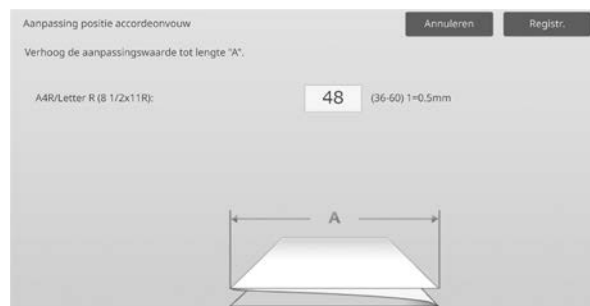 Aanpassing positie accordeonvouw
Annuleren
Registr.
Verhoog de aanpassingswaarde tot lengte "A".
A4R/Letter R (8 1/2x11R):
48
(36-60) 1=0.5mm
A